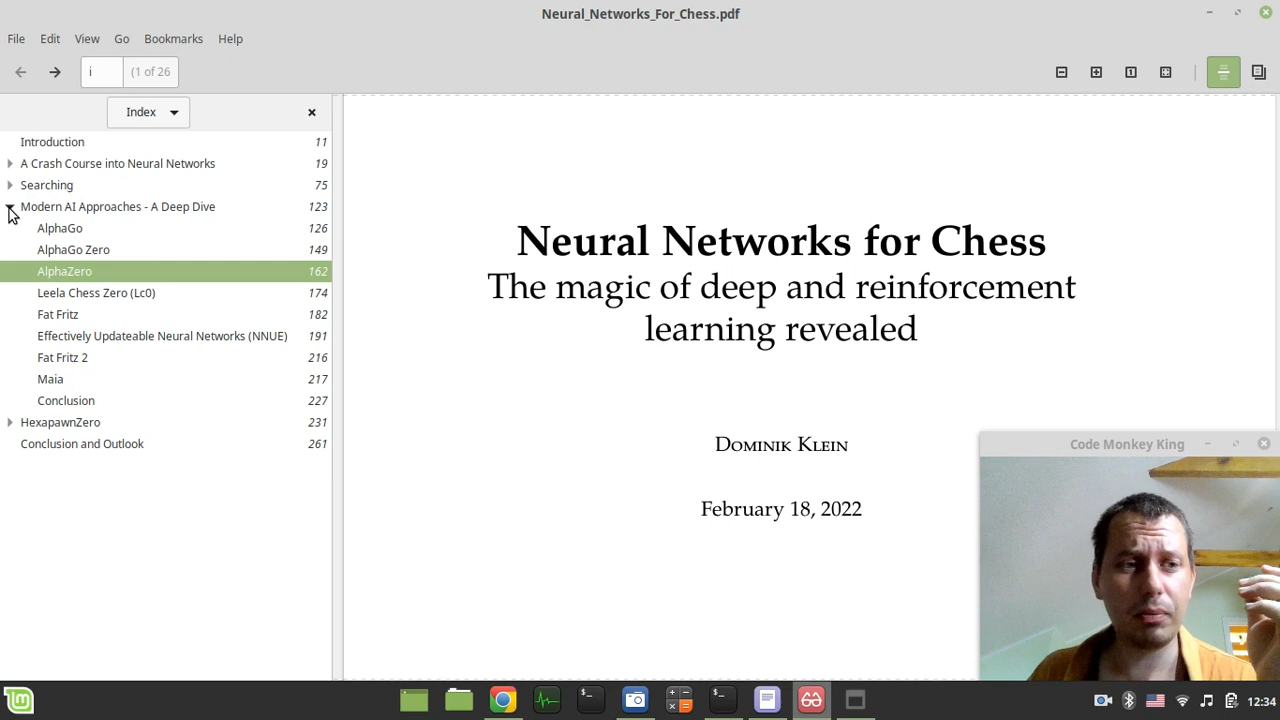 Neural_Networks_For_Chess.pdf
File Edit View Go Bookmarks Help
i (1 of 26
Index
Introduction 11
A Crash Course into Neural Networks 19
Searching 75
Modern AI Approaches - A Deep Dive 123
AlphaGo 126
AlphaGo Zero 149
AlphaZero 162
Leela Chess Zero (Lc0) 174
Fat Fritz 182
Effectively Updateable Neural Networks (NNUE) 191
Fat Fritz 2 216
Maia 217
Conclusion 227
HexapawnZero 231
Conclusion and Outlook 261
Neural Networks for Chess
The magic of deep and reinforcement
learning revealed
Dominik Klein
February 18, 2022
Code Monkey King
12:34